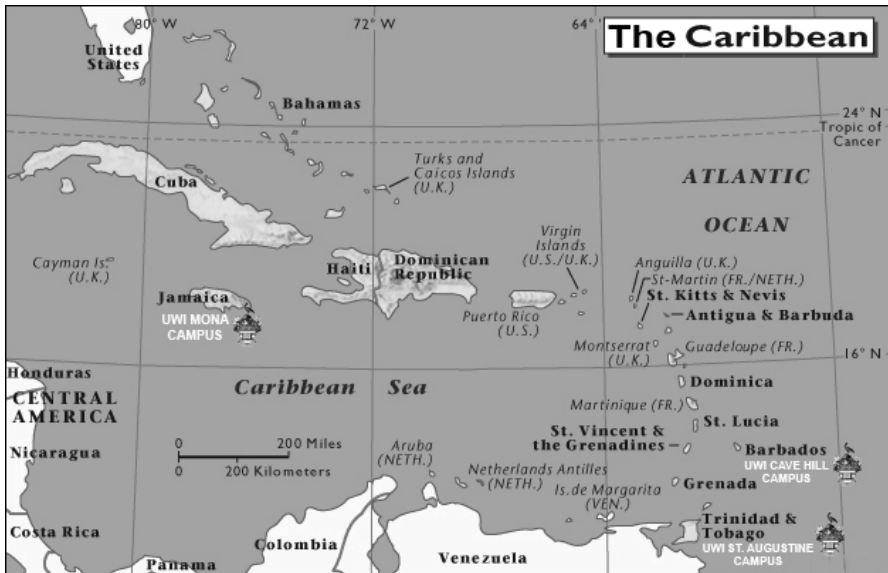 The Caribbean
80° W
72° W
64° W
United
States
Bahamas
24° N
Tropic of
Cancer
Turks and
Caicos Islands
(U.K.)
ATLANTIC
OCEAN
Cuba
Virgin
Islands
(U.S./U.K.)
Cayman Is.
(U.K.)
Haiti
Dominican
Republic
Anguilla (U.K.)
St-Martin (FR./NETH.)
St. Kitts & Nevis
Jamaica
UWI MONA
CAMPUS
Puerto Rico
(U.S.)
Antigua & Barbuda
Montserrat
(U.K.)
Guadeloupe (FR.)
16° N
Honduras
CENTRAL
AMERICA
Caribbean Sea
Dominica
Martinique (FR.)
St. Lucia
Nicaragua
0 200 Miles
0 200 Kilometers
Aruba
(NETH.)
St. Vincent &
the Grenadines
Barbados
UWI CAVE HILL
CAMPUS
Netherlands Antilles
(NETH.)
Is. de Margarita
(VEN.)
Grenada
Costa Rica
Colombia
Trinidad &
Tobago
UWI ST. AUGUSTINE
CAMPUS
Panama
Venezuela